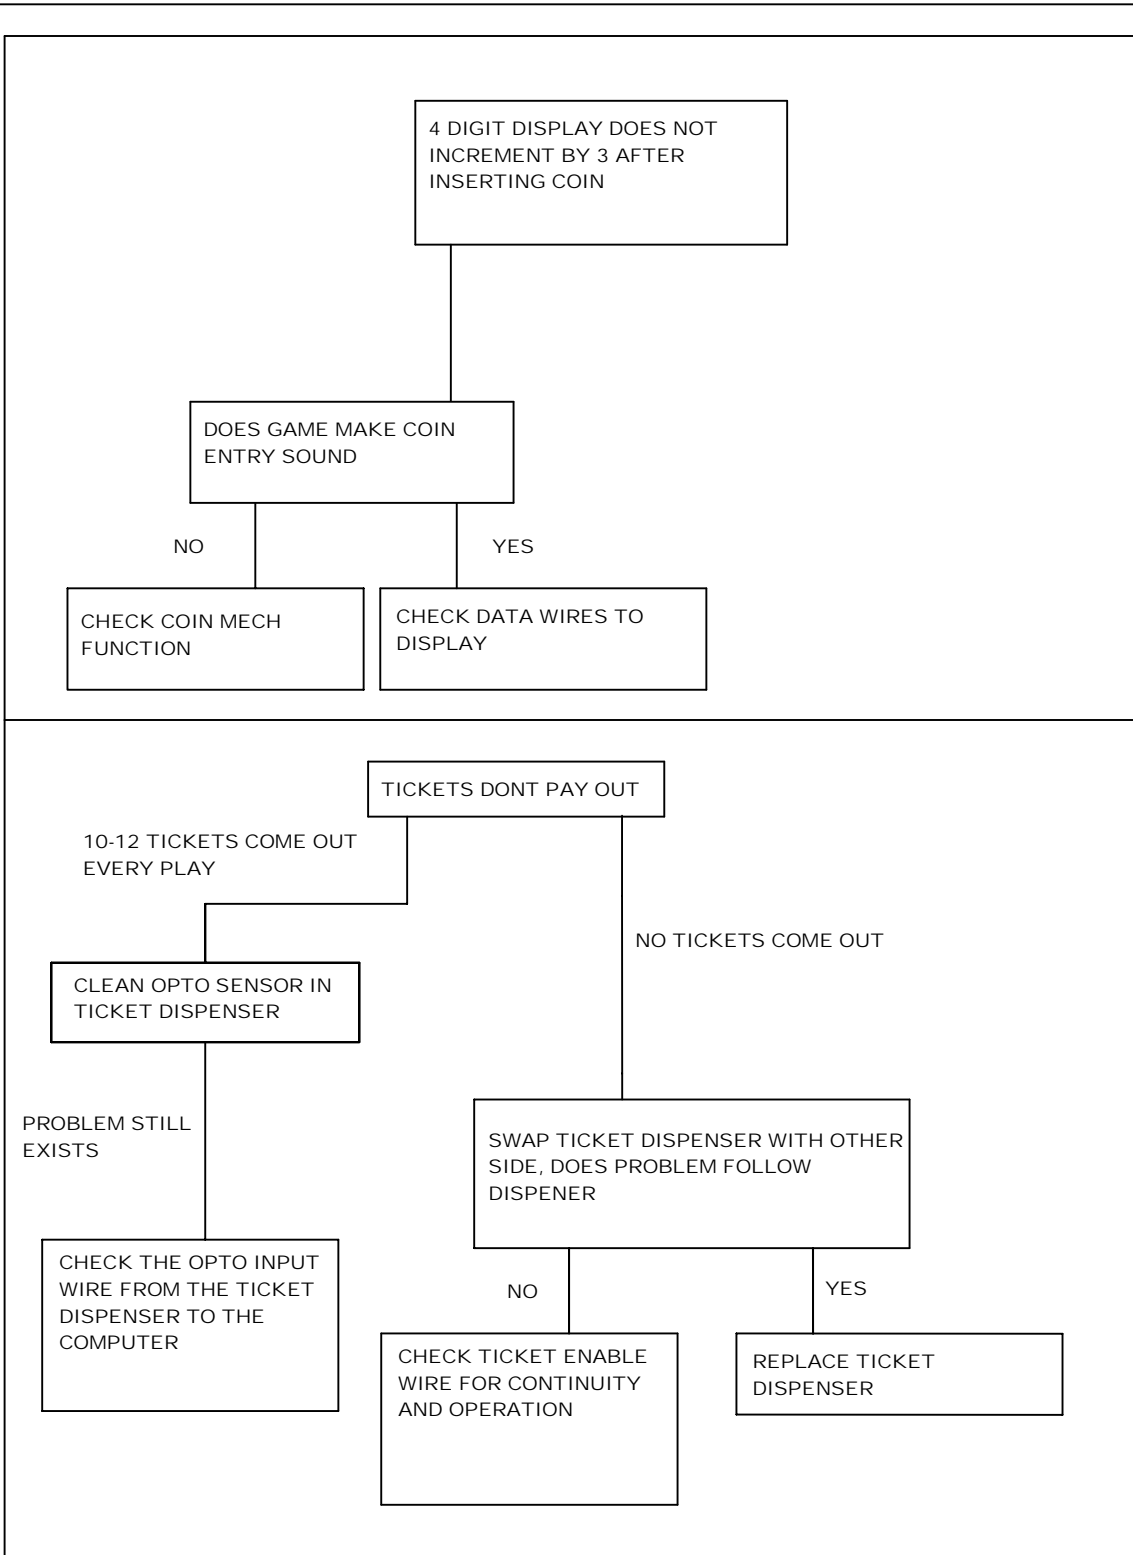 4 DIGIT DISPLAY DOES NOT
INCREMENT BY 3 AFTER
INSERTING COIN
DOES GAME MAKE COIN
ENTRY SOUND
NO
YES
CHECK COIN MECH
FUNCTION
CHECK DATA WIRES TO
DISPLAY
TICKETS DONT PAY OUT
10-12 TICKETS COME OUT
EVERY PLAY
NO TICKETS COME OUT
CLEAN OPTO SENSOR IN
TICKET DISPENSER
PROBLEM STILL
EXISTS
SWAP TICKET DISPENSER WITH OTHER
SIDE, DOES PROBLEM FOLLOW
DISPENER
CHECK THE OPTO INPUT
WIRE FROM THE TICKET
DISPENSER TO THE
COMPUTER
NO
YES
CHECK TICKET ENABLE
WIRE FOR CONTINUITY
AND OPERATION
REPLACE TICKET
DISPENSER